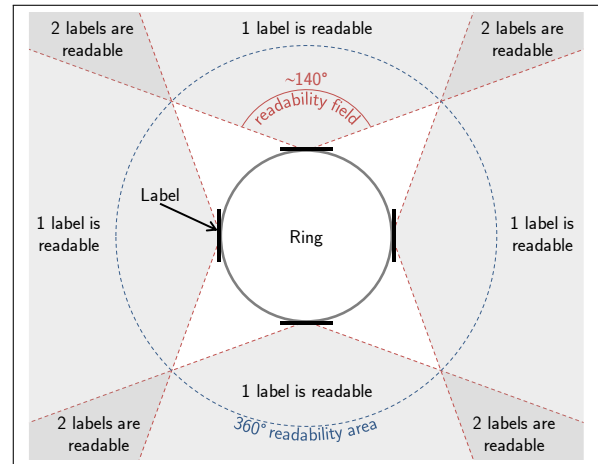 2 labels are
readable
1 label is readable
2 labels are
readable
~140°
readability field
Label
1 label is
readable
Ring
1 label is
readable
1 label is readable
360° readability area
2 labels are
readable
2 labels are
readable